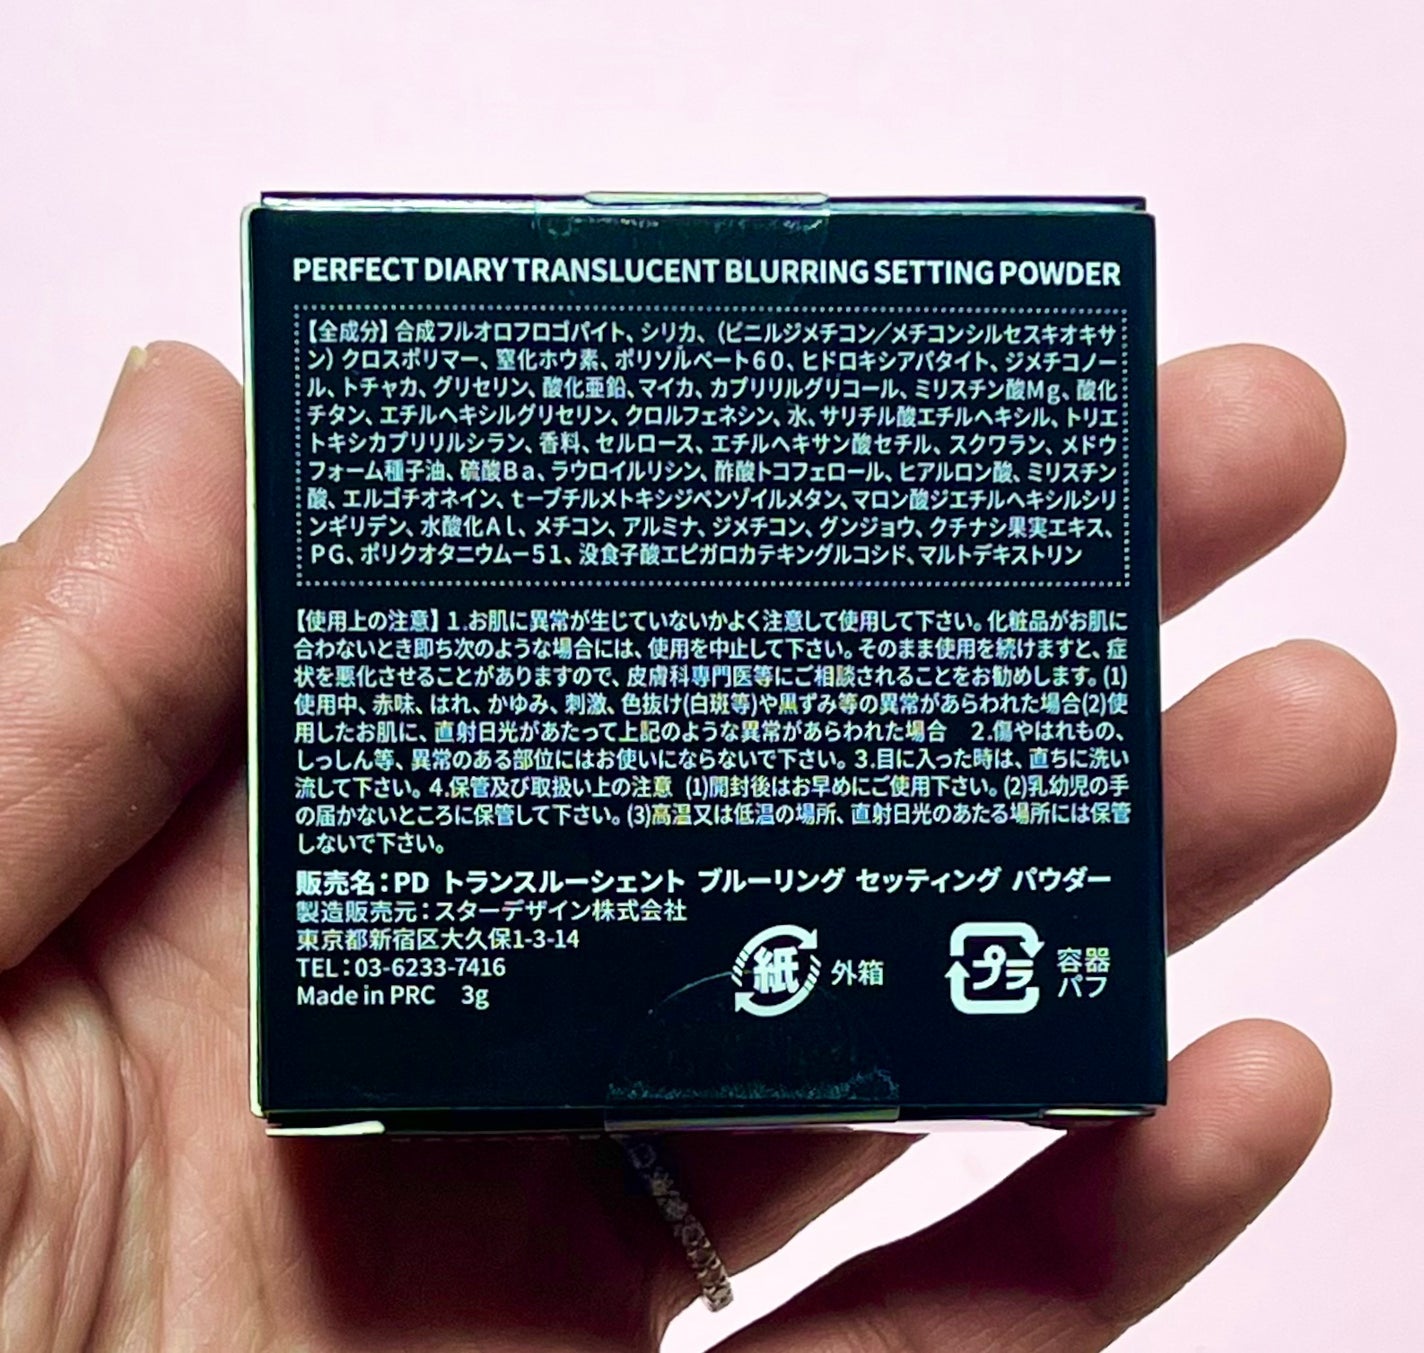 PERFECT DIARY TRANSLUCENT BLURRING SETTING POWDER
【全成分】合成フルオロフロゴパイト、シリカ、(ビニルジメチコン/メチコンシルセスキオキサ
ン)クロスポリマー、窒化ホウ素、ポリソルベート60、ヒドロキシアパタイト、ジメチコノー
ル、トチャカ、グリセリン、酸化亜鉛、マイカ、カプリリルグリコール、ミリスチン酸Mg、酸化
チタン、エチルヘキシルグリセリン、クロルフェネシン、水、サリチル酸エチルヘキシル、トリエ
トキシカプリリルシラン、香料、セルロース、エチルヘキサン酸セチル、スクワラン、メドウ
フォーム種子油、硫酸Ba、ラウロイルリシン、酢酸トコフェロール、ヒアルロン酸、ミリスチン
酸、エルゴチオネイン、t-ブチルメトキシジベンゾイルメタン、マロン酸ジエチルヘキシルシリ
ンギリデン、水酸化Al、メチコン、アルミナ、ジメチコン、グンジョウ、クチナシ果実エキス、
PG、ポリクオタニウム-51、没食子酸エピガロカテキングルコシド、マルトデキストリン
【使用上の注意】1.お肌に異常が生じていないかよく注意して使用して下さい。化粧品がお肌に
合わないとき即ち次のような場合には、使用を中止して下さい。そのまま使用を続けますと、症
状を悪化させることがありますので、皮膚科専門医等にご相談されることをお勧めします。(1)
使用中、赤味、はれ、かゆみ、刺激、色抜け(白斑等)や黒ずみ等の異常があらわれた場合(2)使
用したお肌に、直射日光があたって上記のような異常があらわれた場合　2.傷やはれもの、
しっしん等、異常のある部位にはお使いにならないで下さい。3.目に入った時は、直ちに洗い
流して下さい。4.保管及び取扱い上の注意 (1)開封後はお早めにご使用下さい。(2)乳幼児の手
の届かないところに保管して下さい。(3)高温又は低温の場所、直射日光のあたる場所には保管
しないで下さい。
販売名:PD トランスルーシェント ブルーリング セッティング パウダー
製造販売元:スターデザイン株式会社
東京都新宿区大久保1-3-14
TEL:03-6233-7416
Made in PRC　3g
紙 外箱
プラ 容器
パフ